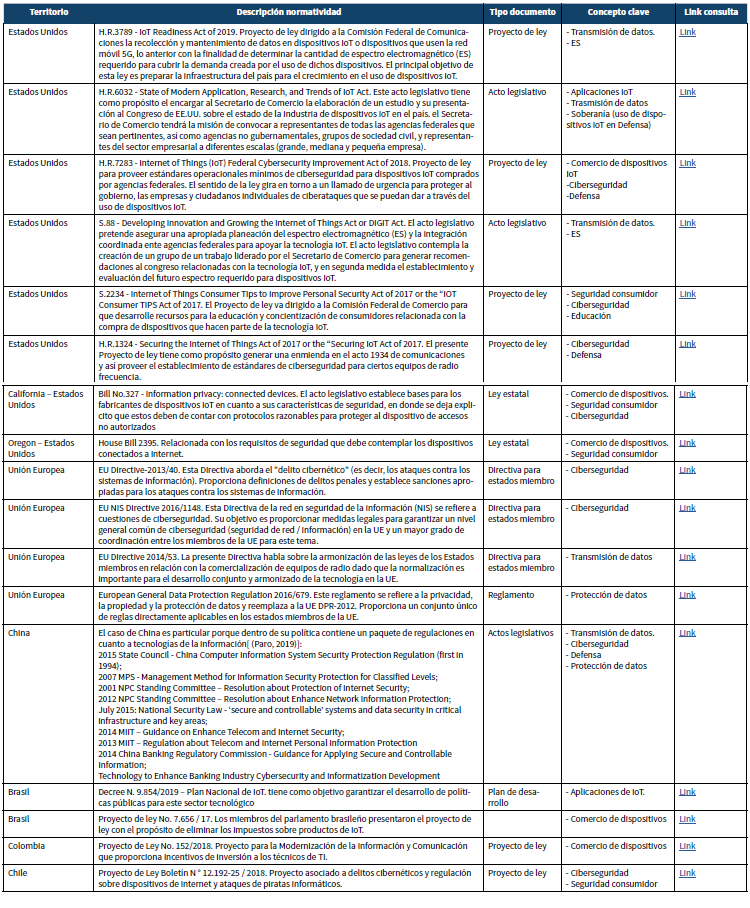 Territorio Descripción normatividad Tipo documento Concepto clave Link consulta
Estados Unidos
H.R.3789 - IoT Readiness Act of 2019. Proyecto de ley dirigido a la Comisión Federal de Comunica-
ciones la recolección y mantenimiento de datos en dispositivos IoT o dispositivos que usen la red
móvil 5G, lo anterior con la finalidad de determinar la cantidad de espectro electromagnético (ES)
requerido para cubrir la demanda creada por el uso de dichos dispositivos. El principal objetivo de
esta ley es preparar la infraestructura del país para el crecimiento en el uso de dispositivos IoT.
Proyecto de ley
- Transmisión de datos.
- ES
Link
Estados Unidos
H.R.6032 - State of Modern Application, Research, and Trends of IoT Act. Este acto legislativo tiene
como propósito el encargar al Secretario de Comercio la elaboración de un estudio y su presenta-
ción al Congreso de EE.UU. sobre el estado de la industria de dispositivos IoT en el país. el Secreta-
rio de Comercio tendrá la misión de convocar a representantes de todas las agencias federales que
sean pertinentes, así como agencias no gubernamentales, grupos de sociedad civil, y representan-
tes del sector empresarial a diferentes escalas (grande, mediana y pequeña empresa).
Acto legislativo
- Aplicaciones IoT
- Trasmisión de datos
- Soberanía (uso de dispo-
sitivos IoT en Defensa)
Link
Estados Unidos
H.R.7283 - Internet of Things (IoT) Federal Cybersecurity Improvement Act of 2018. Proyecto de ley
para proveer estándares operacionales mínimos de ciberseguridad para dispositivos IoT comprados
por agencias federales. El sentido de la ley gira en torno a un llamado de urgencia para proteger al
gobierno, las empresas y ciudadanos individuales de ciberataques que se puedan dar a través del
uso de dispositivos IoT.
Proyecto de ley
- Comercio de dispositivos
IoT
-Ciberseguridad
-Defensa
Link
Estados Unidos
S.88 - Developing Innovation and Growing the Internet of Things Act or DIGIT Act. El acto legislativo
pretende asegurar una apropiada planeación del espectro electromagnético (ES) y la integración
coordinada ente agencias federales para apoyar la tecnología IoT. El acto legislativo contempla la
creación de un grupo de un trabajo liderado por el Secretario de Comercio para generar recomen-
daciones al congreso relacionadas con la tecnología IoT, y en segunda medida el establecimiento y
evaluación del futuro espectro requerido para dispositivos IoT.
Acto legislativo
- Transmisión de datos.
- ES
Link
Estados Unidos
S.2234 - Internet of Things Consumer Tips to Improve Personal Security Act of 2017 or the “IOT
Consumer TIPS Act of 2017. El Proyecto de ley va dirigido a la Comisión Federal de Comercio para
que desarrolle recursos para la educación y concientización de consumidores relacionada con la
compra de dispositivos que hacen parte de la tecnología IoT.
Proyecto de ley
- Seguridad consumidor
- Ciberseguridad
- Educación
Link
Estados Unidos
H.R.1324 - Securing the Internet of Things Act of 2017 or the “Securing IoT Act of 2017. El presente
Proyecto de ley tiene como propósito generar una enmienda en el acto 1934 de comunicaciones
y así proveer el establecimiento de estándares de ciberseguridad para ciertos equipos de radio
frecuencia.
Proyecto de ley
- Ciberseguridad
- Defensa
Link
California – Estados
Unidos
Bill No.327 - Information privacy: connected devices. El acto legislativo establece bases para los
fabricantes de dispositivos IoT en cuanto a sus características de seguridad, en donde se deja explí-
cito que estos deben de contar con protocolos razonables para proteger al dispositivo de accesos
no autorizados
Ley estatal
- Comercio de dispositivos.
- Seguridad consumidor
- Ciberseguridad
Link
Oregon – Estados
Unidos
House Bill 2395. Relacionada con los requisitos de seguridad que debe contemplar los dispositivos
conectados a Internet.
Ley estatal
- Comercio de dispositivos.
- Seguridad consumidor
Link
Unión Europea
EU Directive-2013/40. Esta Directiva aborda el "delito cibernético" (es decir, los ataques contra los
sistemas de información). Proporciona definiciones de delitos penales y establece sanciones apro-
piadas para los ataques contra los sistemas de información.
Directiva para
estados miembro
- Ciberseguridad
Link
Unión Europea
EU NIS Directive 2016/1148. Esta Directiva de la red en seguridad de la información (NIS) se refiere a
cuestiones de ciberseguridad. Su objetivo es proporcionar medidas legales para garantizar un nivel
general común de ciberseguridad (seguridad de red / información) en la UE y un mayor grado de
coordinación entre los miembros de la UE para este tema.
Directiva para
estados miembro
- Ciberseguridad
Link
Unión Europea
EU Directive 2014/53. La presente Directiva habla sobre la armonización de las leyes de los Estados
miembros en relación con la comercialización de equipos de radio dado que la normalización es
importante para el desarrollo conjunto y armonizado de la tecnología en la UE.
Directiva para
estados miembro
- Transmisión de datos
Link
Unión Europea
European General Data Protection Regulation 2016/679. Este reglamento se refiere a la privacidad,
la propiedad y la protección de datos y reemplaza a la UE DPR-2012. Proporciona un conjunto único
de reglas directamente aplicables en los estados miembros de la UE.
Reglamento
- Protección de datos
Link
China
El caso de China es particular porque dentro de su política contiene un paquete de regulaciones en
cuanto a tecnologías de la información[ (Paro, 2019)]:
2015 State Council - China Computer Information System Security Protection Regulation (first in
1994);
2007 MPS - Management Method for Information Security Protection for Classified Levels;
2001 NPC Standing Committee – Resolution about Protection of Internet Security;
2012 NPC Standing Committee – Resolution about Enhance Network Information Protection;
July 2015: National Security Law - 'secure and controllable' systems and data security in critical
infrastructure and key areas;
2014 MIIT – Guidance on Enhance Telecom and Internet Security;
2013 MIIT – Regulation about Telecom and Internet Personal Information Protection
2014 China Banking Regulatory Commission - Guidance for Applying Secure and Controllable
Information;
Technology to Enhance Banking Industry Cybersecurity and Informatization Development
Actos legislativos
- Transmisión de datos.
- Ciberseguridad
- Defensa
- Protección de datos
Link
Brasil
Decree N. 9.854/2019 – Plan Nacional de IoT. tiene como objetivo garantizar el desarrollo de políti-
cas públicas para este sector tecnológico
Plan de desa-
rrollo
- Aplicaciones de IoT.
Link
Brasil
Proyecto de ley No. 7.656 / 17. Los miembros del parlamento brasileño presentaron el proyecto de
ley con el propósito de eliminar los impuestos sobre productos de IoT.
- Comercio de dispositivos
Link
Colombia
Proyecto de Ley No. 152/2018. Proyecto para la Modernización de la Información y Comunicación
que proporciona incentivos de inversión a los técnicos de TI.
Proyecto de ley
- Comercio de dispositivos
Link
Chile
Proyecto de Ley Boletín N ° 12.192-25 / 2018. Proyecto asociado a delitos cibernéticos y regulación
sobre dispositivos de Internet y ataques de piratas informáticos.
Proyecto de ley
- Ciberseguridad
- Seguridad consumidor
Link